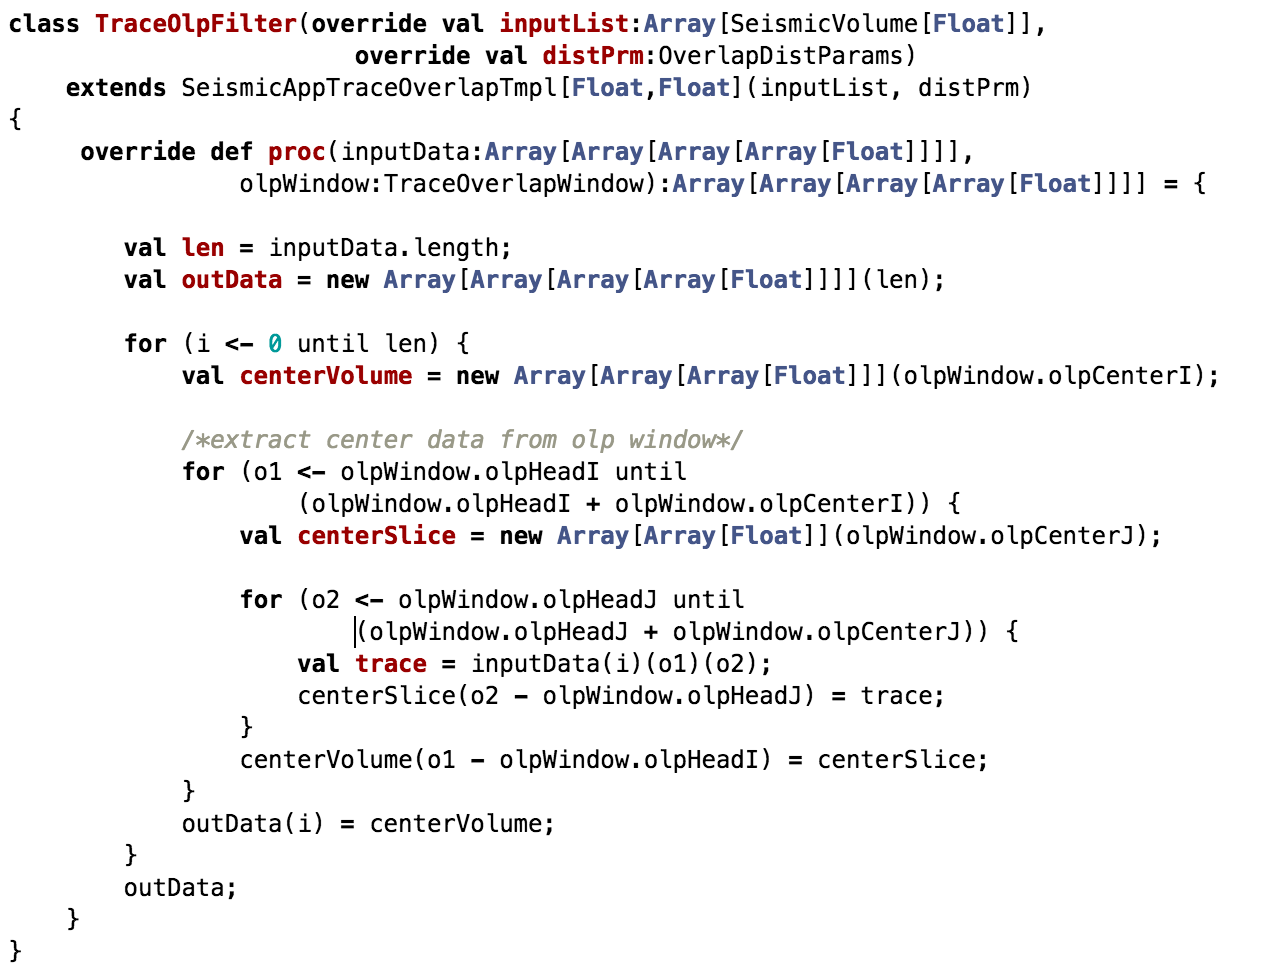 class TraceOlpFilter(override val inputList:Array[SeismicVolume[Float]],
                        override val distPrm:OverlapDistParams)
    extends SeismicAppTraceOverlapTmpl[Float,Float](inputList, distPrm)
{
     override def proc(inputData:Array[Array[Array[Array[Float]]]],
                olpWindow:TraceOverlapWindow):Array[Array[Array[Array[Float]]]] = {

        val len = inputData.length;
        val outData = new Array[Array[Array[Array[Float]]]](len);

        for (i <- 0 until len) {
            val centerVolume = new Array[Array[Array[Float]]](olpWindow.olpCenterI);

            /*extract center data from olp window*/
            for (o1 <- olpWindow.olpHeadI until
                    (olpWindow.olpHeadI + olpWindow.olpCenterI)) {
                val centerSlice = new Array[Array[Float]](olpWindow.olpCenterJ);

                for (o2 <- olpWindow.olpHeadJ until
                        (olpWindow.olpHeadJ + olpWindow.olpCenterJ)) {
                    val trace = inputData(i)(o1)(o2);
                    centerSlice(o2 - olpWindow.olpHeadJ) = trace;
                }
                centerVolume(o1 - olpWindow.olpHeadI) = centerSlice;
            }
            outData(i) = centerVolume;
        }
        outData;
    }
}